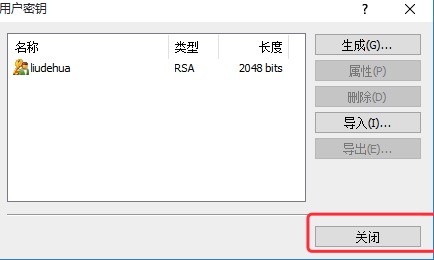 用户密钥 ?
名称 类型 长度
liudehua RSA 2048 bits
生成(G)...
属性(P)
删除(D)
导入(I)...
导出(E)...
关闭